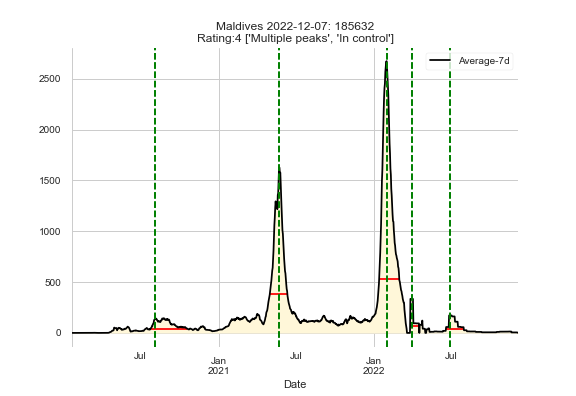 Maldives 2022-12-07: 185632
Rating:4 ['Multiple peaks', 'In control']
Average-7d
2500
2000
1500
1000
500
0
Jul
Jan
2021
Jul
Jan
2022
Jul
Date